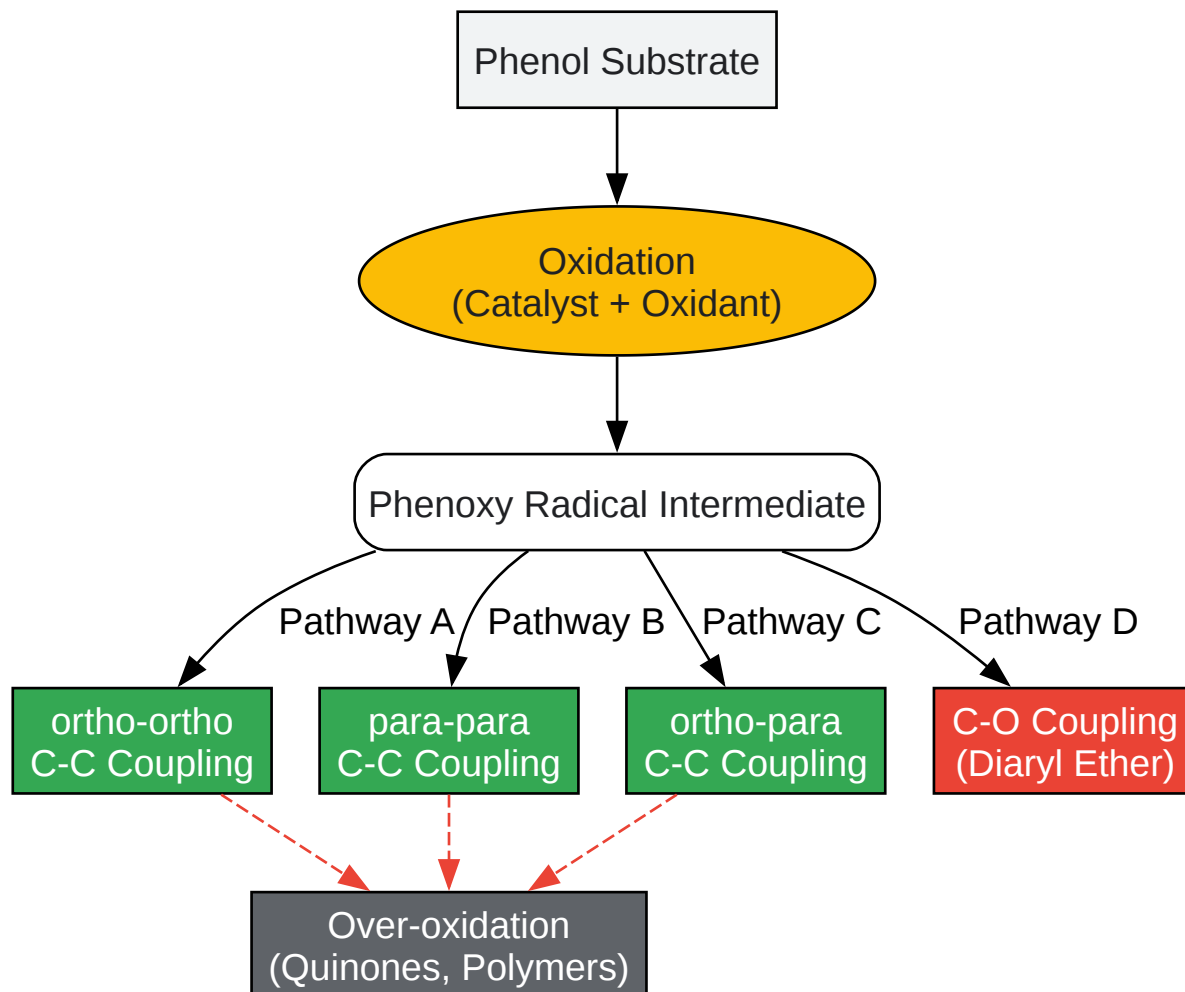 Phenol Substrate
Oxidation
(Catalyst + Oxidant)
Phenoxy Radical Intermediate
Pathway A
Pathway B
Pathway C
Pathway D
ortho-ortho
C-C Coupling
para-para
C-C Coupling
ortho-para
C-C Coupling
C-O Coupling
(Diaryl Ether)
Over-oxidation
(Quinones, Polymers)